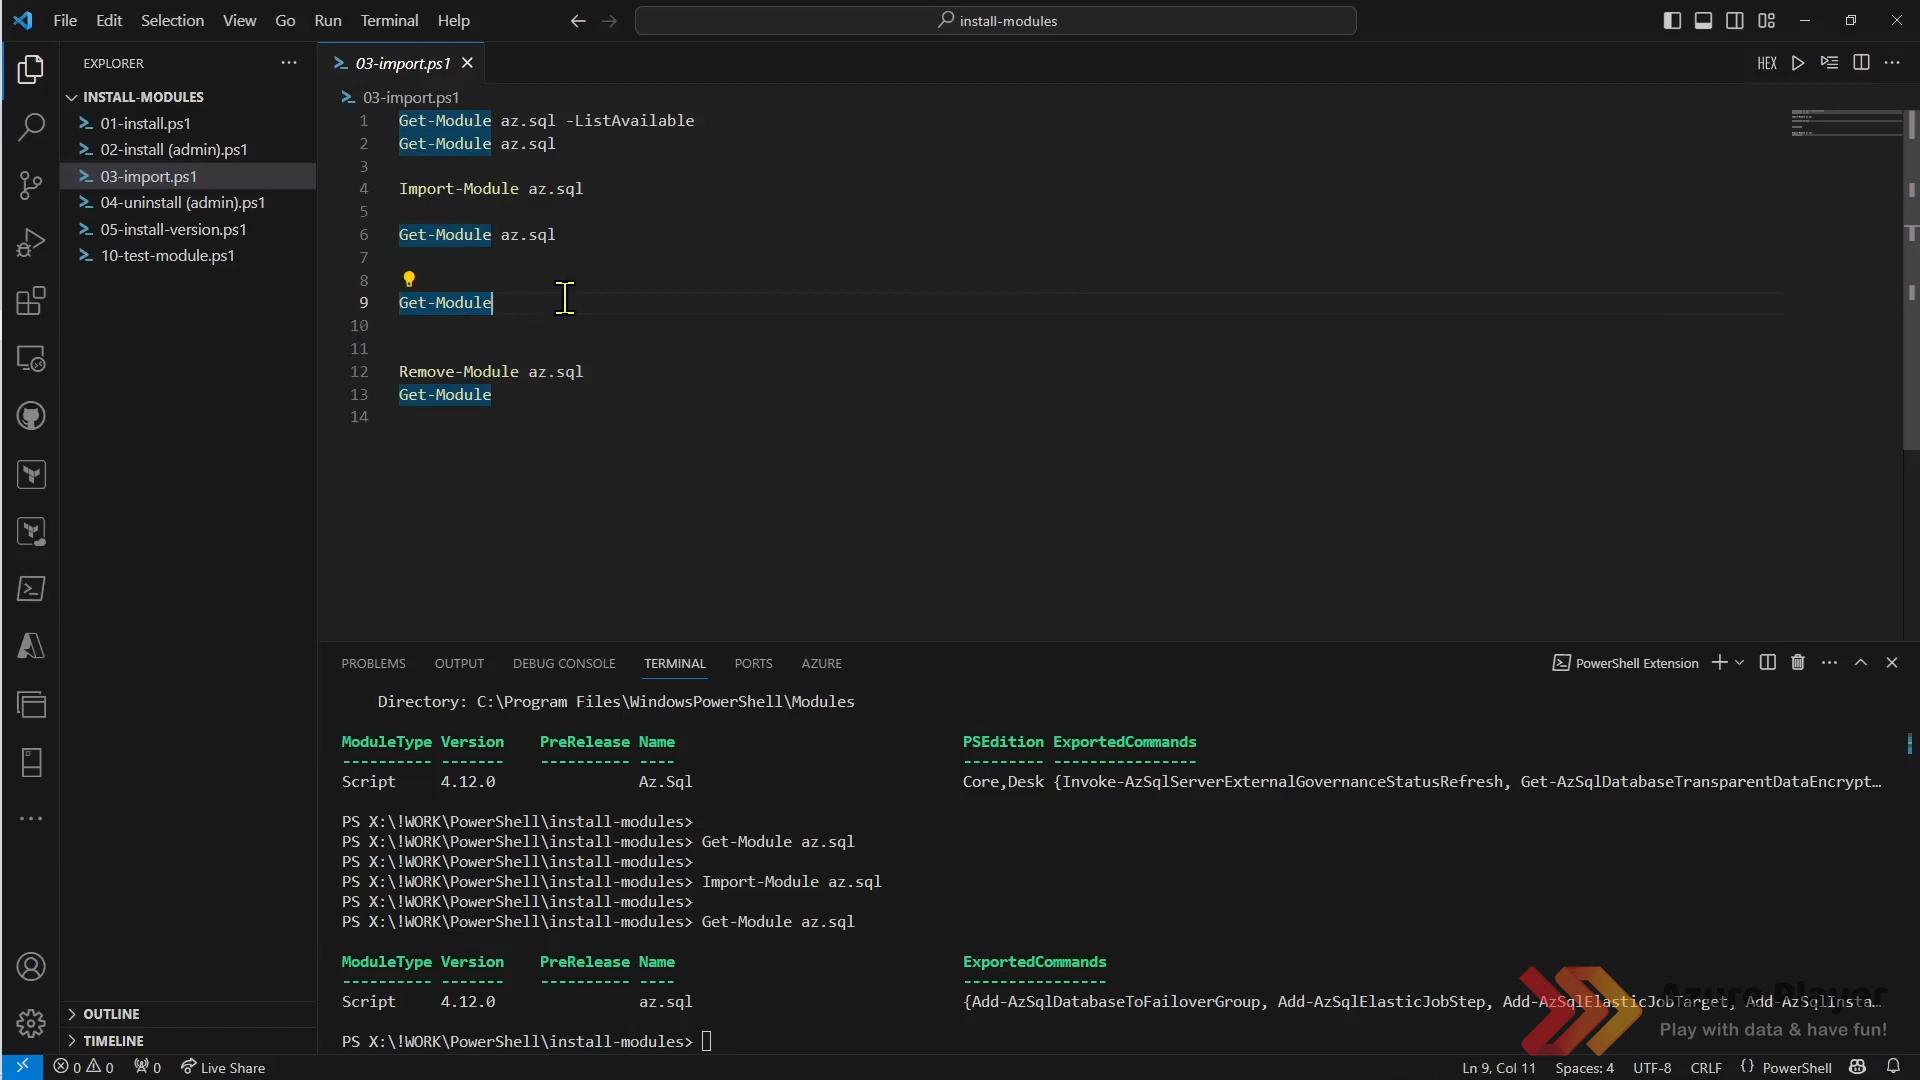 File Edit Selection View Go Run Terminal Help
install-modules
EXPLORER
03-import.ps1
HEX
INSTALL-MODULES
01-install.ps1
02-install (admin).ps1
03-import.ps1
04-uninstall (admin).ps1
05-install-version.ps1
10-test-module.ps1
03-import.ps1
1 Get-Module az.sql -ListAvailable
2 Get-Module az.sql
3
4 Import-Module az.sql
5
6 Get-Module az.sql
7
8
9 Get-Module
10
11
12 Remove-Module az.sql
13 Get-Module
14
PROBLEMS OUTPUT DEBUG CONSOLE TERMINAL PORTS AZURE
PowerShell Extension
Directory: C:\Program Files\WindowsPowerShell\Modules
ModuleType Version PreRelease Name PSEdition ExportedCommands
---------- ------- ---------- ---- --------- ----------------
Script 4.12.0 Az.Sql Core,Desk {Invoke-AzSqlServerExternalGovernanceStatusRefresh, Get-AzSqlDatabaseTransparentDataEncrypt…
PS X:\!WORK\PowerShell\install-modules>
PS X:\!WORK\PowerShell\install-modules> Get-Module az.sql
PS X:\!WORK\PowerShell\install-modules>
PS X:\!WORK\PowerShell\install-modules> Import-Module az.sql
PS X:\!WORK\PowerShell\install-modules>
PS X:\!WORK\PowerShell\install-modules> Get-Module az.sql
ModuleType Version PreRelease Name ExportedCommands
---------- ------- ---------- ---- ----------------
Script 4.12.0 az.sql {Add-AzSqlDatabaseToFailoverGroup, Add-AzSqlElasticJobStep, Add-AzSqlElasticJobTarget, Add-AzSqlInsta…
PS X:\!WORK\PowerShell\install-modules>
Azure Player
Play with data & have fun!
OUTLINE
TIMELINE
0 0 0 Live Share
Ln 9, Col 11 Spaces: 4 UTF-8 CRLF {} PowerShell